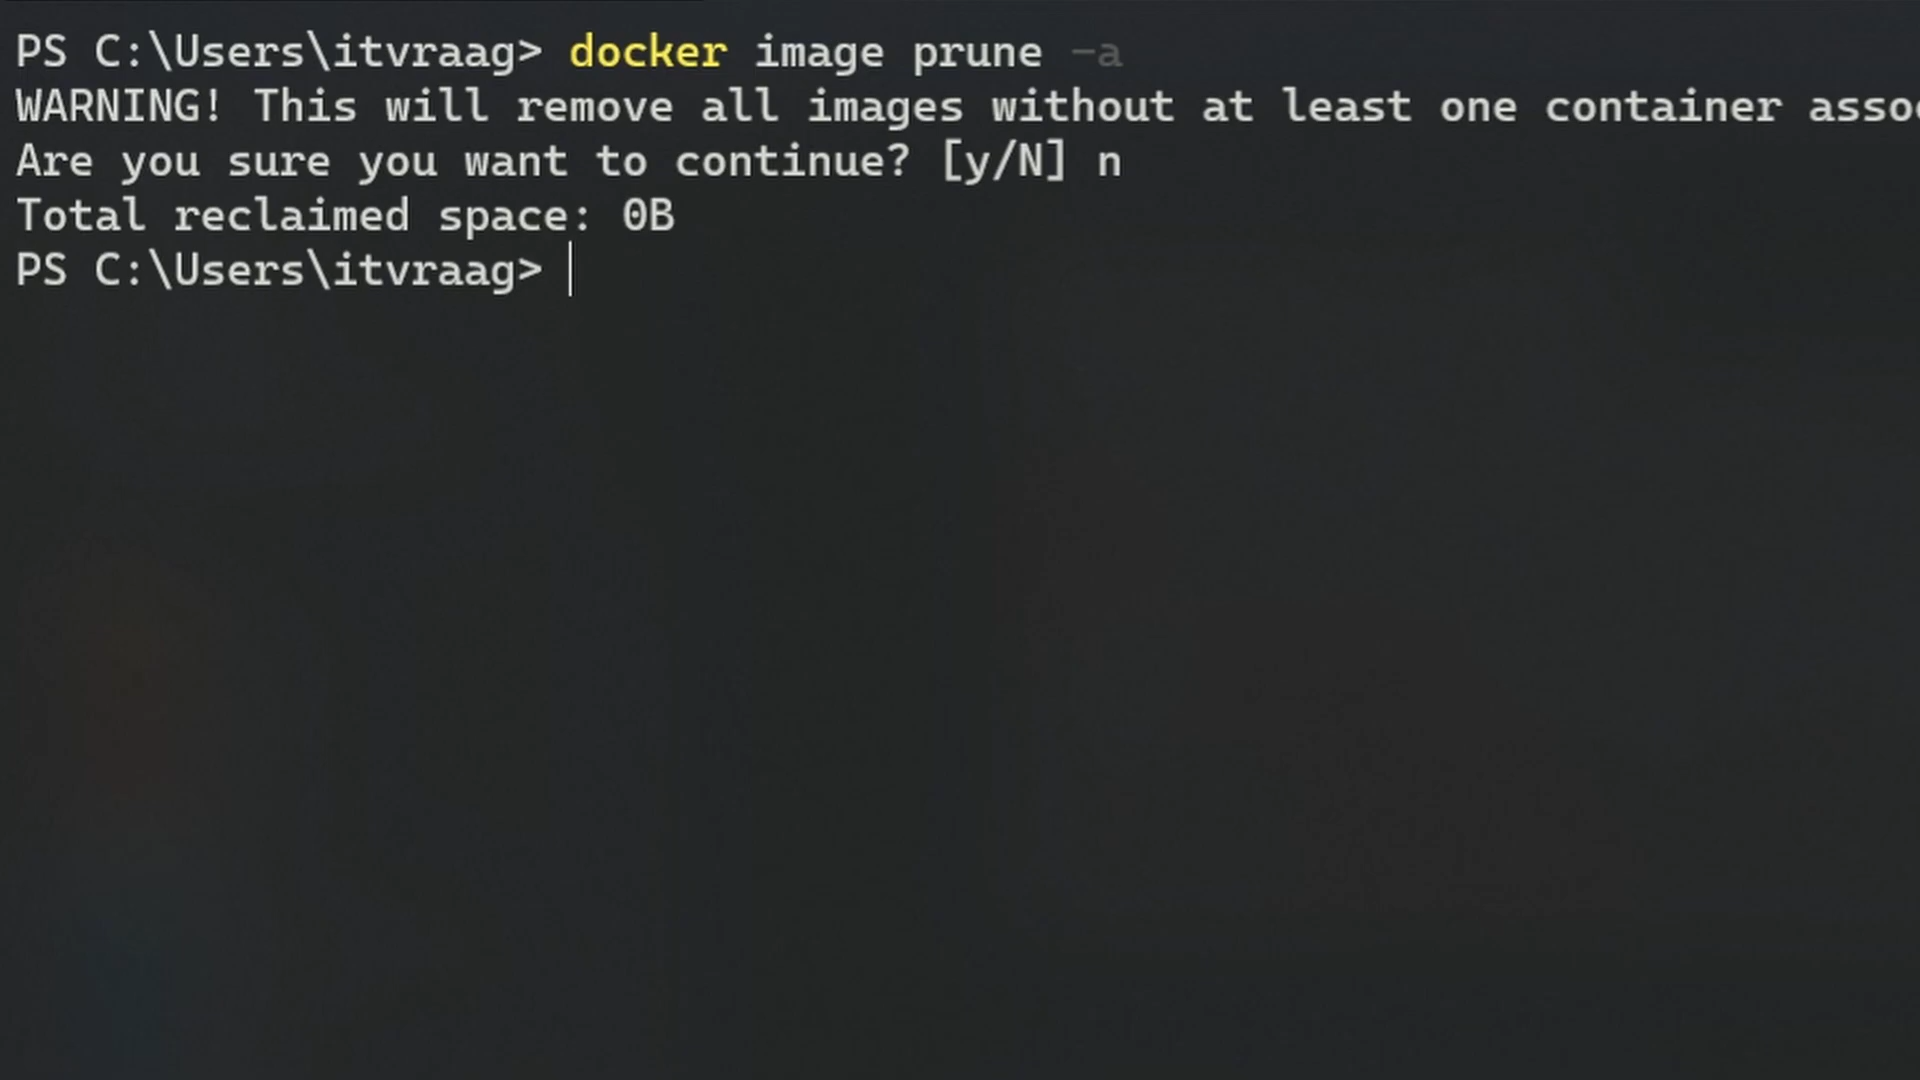 PS C:\Users\itvraag> docker image prune -a
WARNING! This will remove all images without at least one container
Are you sure you want to continue? [y/N] n
Total reclaimed space: 0B
PS C:\Users\itvraag>